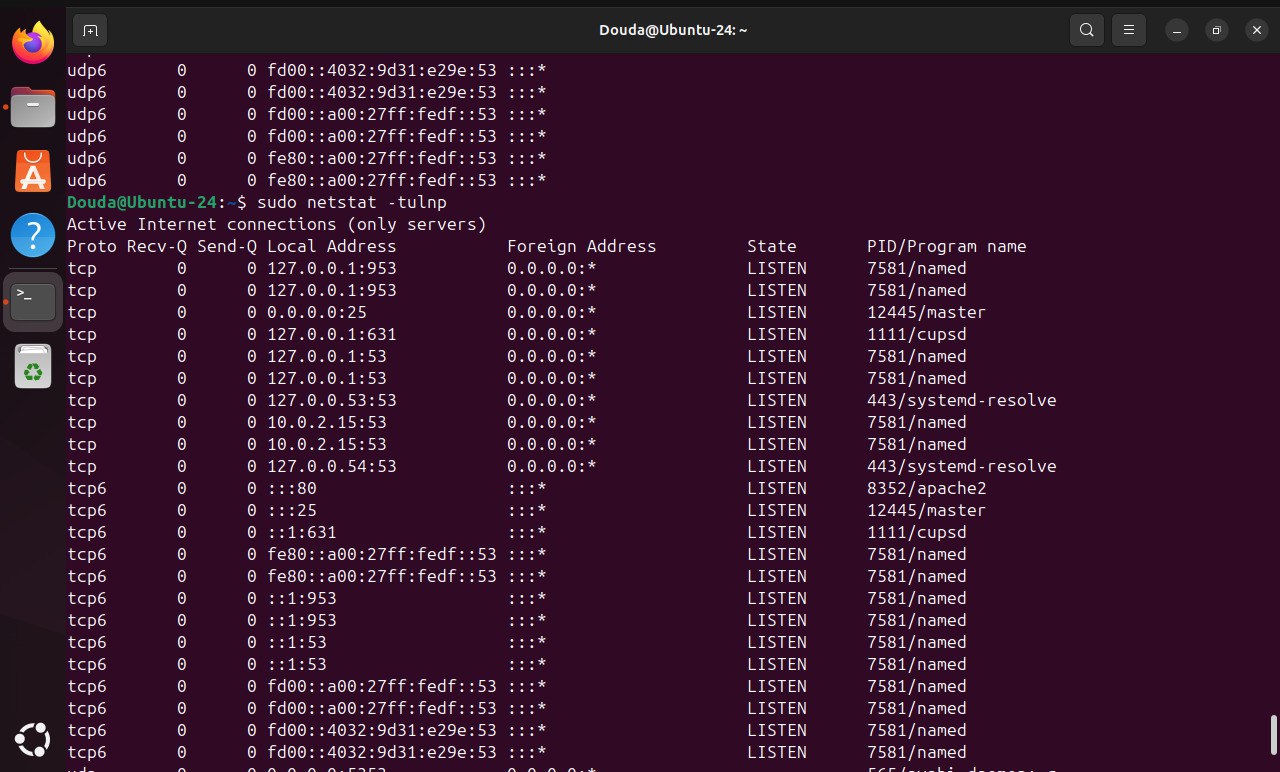 Douda@Ubuntu-24: ~
udp6       0      0 fd00::4032:9d31:e29e:53 :::*
udp6       0      0 fd00::4032:9d31:e29e:53 :::*
udp6       0      0 fd00::a00:27ff:fedf::53 :::*
udp6       0      0 fd00::a00:27ff:fedf::53 :::*
udp6       0      0 fe80::a00:27ff:fedf::53 :::*
udp6       0      0 fe80::a00:27ff:fedf::53 :::*
Douda@Ubuntu-24:~$ sudo netstat -tulnp
Active Internet connections (only servers)
Proto Recv-Q Send-Q Local Address           Foreign Address         State       PID/Program name
tcp        0      0 127.0.0.1:953           0.0.0.0:*               LISTEN      7581/named
tcp        0      0 127.0.0.1:953           0.0.0.0:*               LISTEN      7581/named
tcp        0      0 0.0.0.0:25              0.0.0.0:*               LISTEN      12445/master
tcp        0      0 127.0.0.1:631           0.0.0.0:*               LISTEN      1111/cupsd
tcp        0      0 127.0.0.1:53            0.0.0.0:*               LISTEN      7581/named
tcp        0      0 127.0.0.1:53            0.0.0.0:*               LISTEN      7581/named
tcp        0      0 127.0.0.53:53           0.0.0.0:*               LISTEN      443/systemd-resolve
tcp        0      0 10.0.2.15:53            0.0.0.0:*               LISTEN      7581/named
tcp        0      0 10.0.2.15:53            0.0.0.0:*               LISTEN      7581/named
tcp        0      0 127.0.0.54:53           0.0.0.0:*               LISTEN      443/systemd-resolve
tcp6       0      0 :::80                   :::*                    LISTEN      8352/apache2
tcp6       0      0 :::25                   :::*                    LISTEN      12445/master
tcp6       0      0 ::1:631                 :::*                    LISTEN      1111/cupsd
tcp6       0      0 fe80::a00:27ff:fedf::53 :::*                    LISTEN      7581/named
tcp6       0      0 fe80::a00:27ff:fedf::53 :::*                    LISTEN      7581/named
tcp6       0      0 ::1:953                 :::*                    LISTEN      7581/named
tcp6       0      0 ::1:953                 :::*                    LISTEN      7581/named
tcp6       0      0 ::1:53                  :::*                    LISTEN      7581/named
tcp6       0      0 ::1:53                  :::*                    LISTEN      7581/named
tcp6       0      0 fd00::a00:27ff:fedf::53 :::*                    LISTEN      7581/named
tcp6       0      0 fd00::a00:27ff:fedf::53 :::*                    LISTEN      7581/named
tcp6       0      0 fd00::4032:9d31:e29e:53 :::*                    LISTEN      7581/named
tcp6       0      0 fd00::4032:9d31:e29e:53 :::*                    LISTEN      7581/named